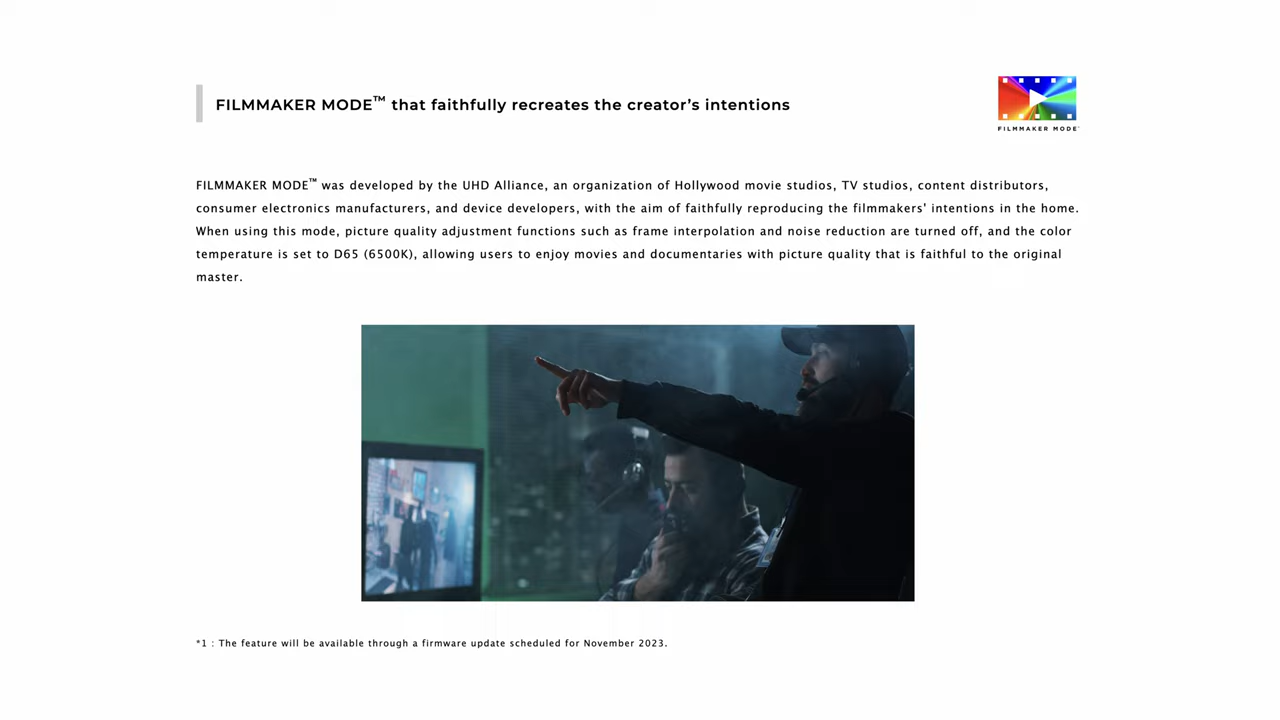 FILMMAKER MODE™ that faithfully recreates the creator’s intentions
FILMMAKER MODE™
FILMMAKER MODE™ was developed by the UHD Alliance, an organization of Hollywood movie studios, TV studios, content distributors,
consumer electronics manufacturers, and device developers, with the aim of faithfully reproducing the filmmakers' intentions in the home.
When using this mode, picture quality adjustment functions such as frame interpolation and noise reduction are turned off, and the color
temperature is set to D65 (6500K), allowing users to enjoy movies and documentaries with picture quality that is faithful to the original
master.
*1 : The feature will be available through a firmware update scheduled for November 2023.